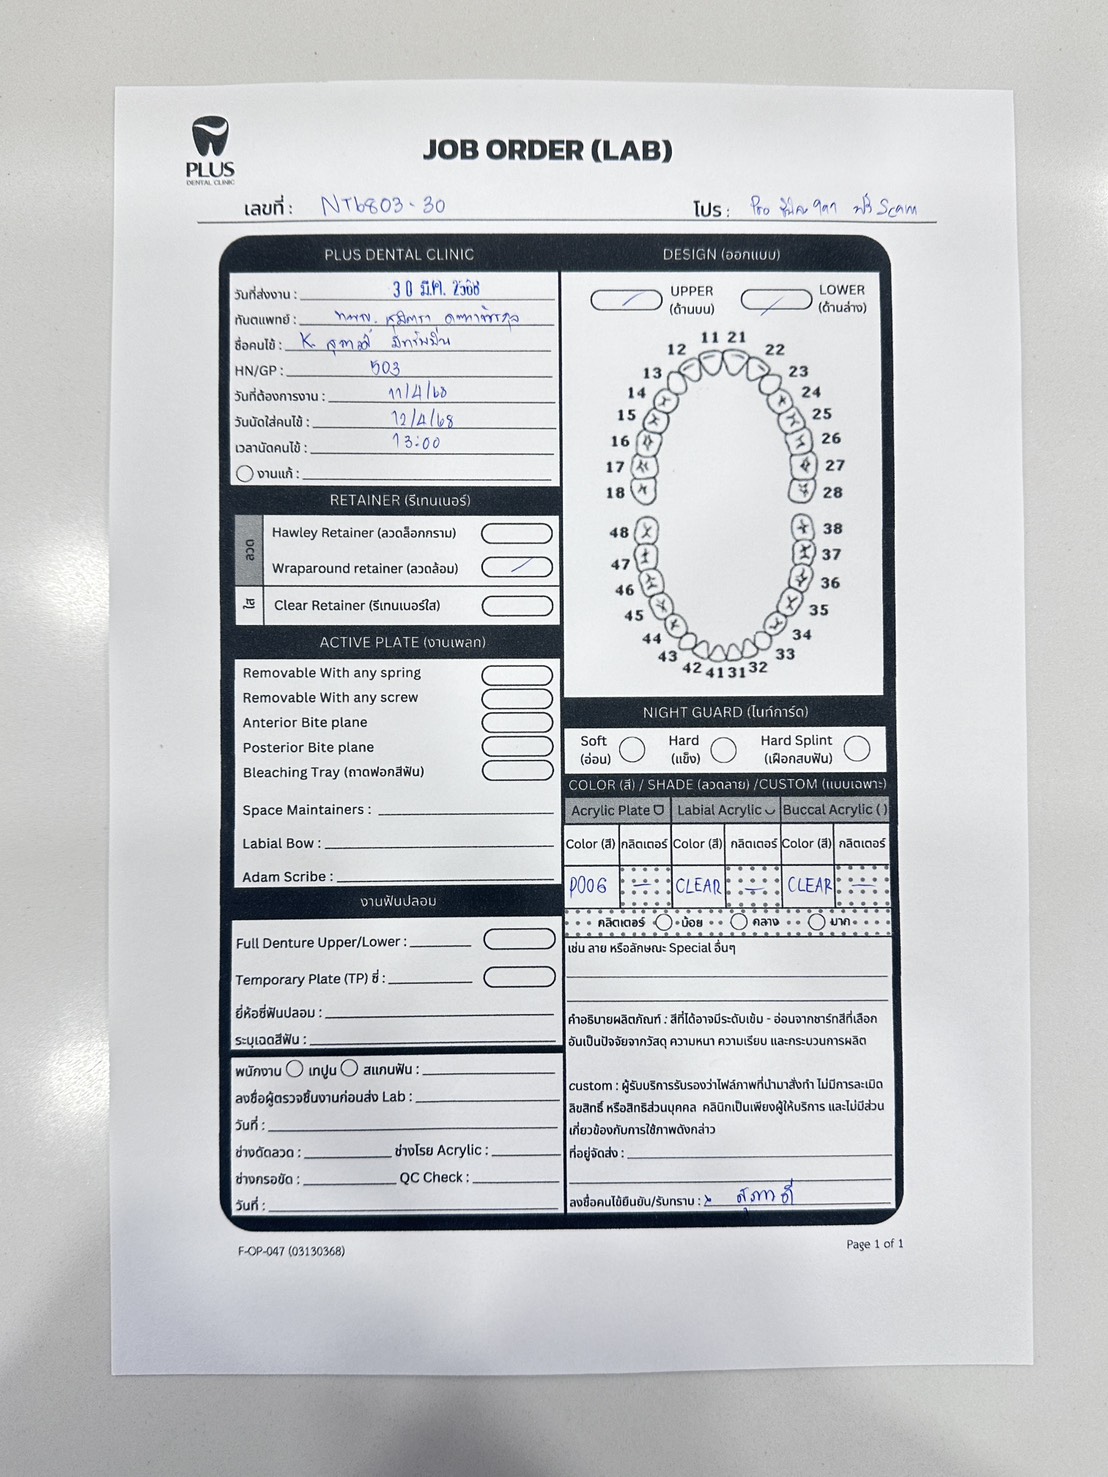 PLUS
DENTAL CLINIC
JOB ORDER (LAB)
เลขที่ : NT6803-30
โปร : Pro ฟรี Scan
PLUS DENTAL CLINIC
วันที่ส่งงาน : 30 มี.ค. 2568
ทันตแพทย์ : ทพญ.
ชื่อคนไข้ : K. สุภาวดี
HN/GP : 503
วันที่ต้องการงาน : 11/4/68
วันนัดใส่คนไข้ : 12/4/68
เวลานัดคนไข้ : 13:00
งานแก้ :
RETAINER (รีเทนเนอร์)
ลวด
Hawley Retainer (ลวดล็อกกราม)
Wraparound retainer (ลวดล้อม)
ใส
Clear Retainer (รีเทนเนอร์ใส)
ACTIVE PLATE (งานเพลท)
Removable With any spring
Removable With any screw
Anterior Bite plane
Posterior Bite plane
Bleaching Tray (ถาดฟอกสีฟัน)
Space Maintainers :
Labial Bow :
Adam Scribe :
งานฟันปลอม
Full Denture Upper/Lower :
Temporary Plate (TP) ซี่ :
ยี่ห้อซี่ฟันปลอม :
ระบุเฉดสีฟัน :
พนักงาน เทปูน สแกนฟัน :
ลงชื่อผู้ตรวจชิ้นงานก่อนส่ง Lab :
วันที่ :
ช่างดัดลวด : ช่างโรย Acrylic :
ช่างกรอขัด : QC Check :
วันที่ :
DESIGN (ออกแบบ)
UPPER
(ด้านบน)
LOWER
(ด้านล่าง)
11 21
12 22
13 23
14 24
15 25
16 26
17 27
18 28
48 38
47 37
46 36
45 35
44 34
43 33
42 41 31 32
NIGHT GUARD (ไนท์การ์ด)
Soft
(อ่อน)
Hard
(แข็ง)
Hard Splint
(เฝือกสบฟัน)
COLOR (สี) / SHADE (ลวดลาย) /CUSTOM (แบบเฉพาะ)
Acrylic Plate Labial Acrylic Buccal Acrylic ( )
Color (สี) กลิตเตอร์ Color (สี) กลิตเตอร์ Color (สี) กลิตเตอร์
P006 — CLEAR — CLEAR —
กลิตเตอร์ น้อย กลาง มาก
เช่น ลาย หรือลักษณะ Special อื่นๆ
คำอธิบายผลิตภัณฑ์ : สีที่ได้อาจมีระดับเข้ม - อ่อนจากชาร์ทสีที่เลือก
อันเป็นปัจจัยจากวัสดุ ความหนา ความเรียบ และกระบวนการผลิต
custom : ผู้รับบริการรับรองว่าไฟล์ภาพที่นำมาสั่งทำ ไม่มีการละเมิด
ลิขสิทธิ์ หรือสิทธิส่วนบุคคล คลินิกเป็นเพียงผู้ให้บริการ และไม่มีส่วน
เกี่ยวข้องกับการใช้ภาพดังกล่าว
ที่อยู่จัดส่ง :
ลงชื่อคนไข้ยืนยัน/รับทราบ : x
F-OP-047 (03130368)
Page 1 of 1